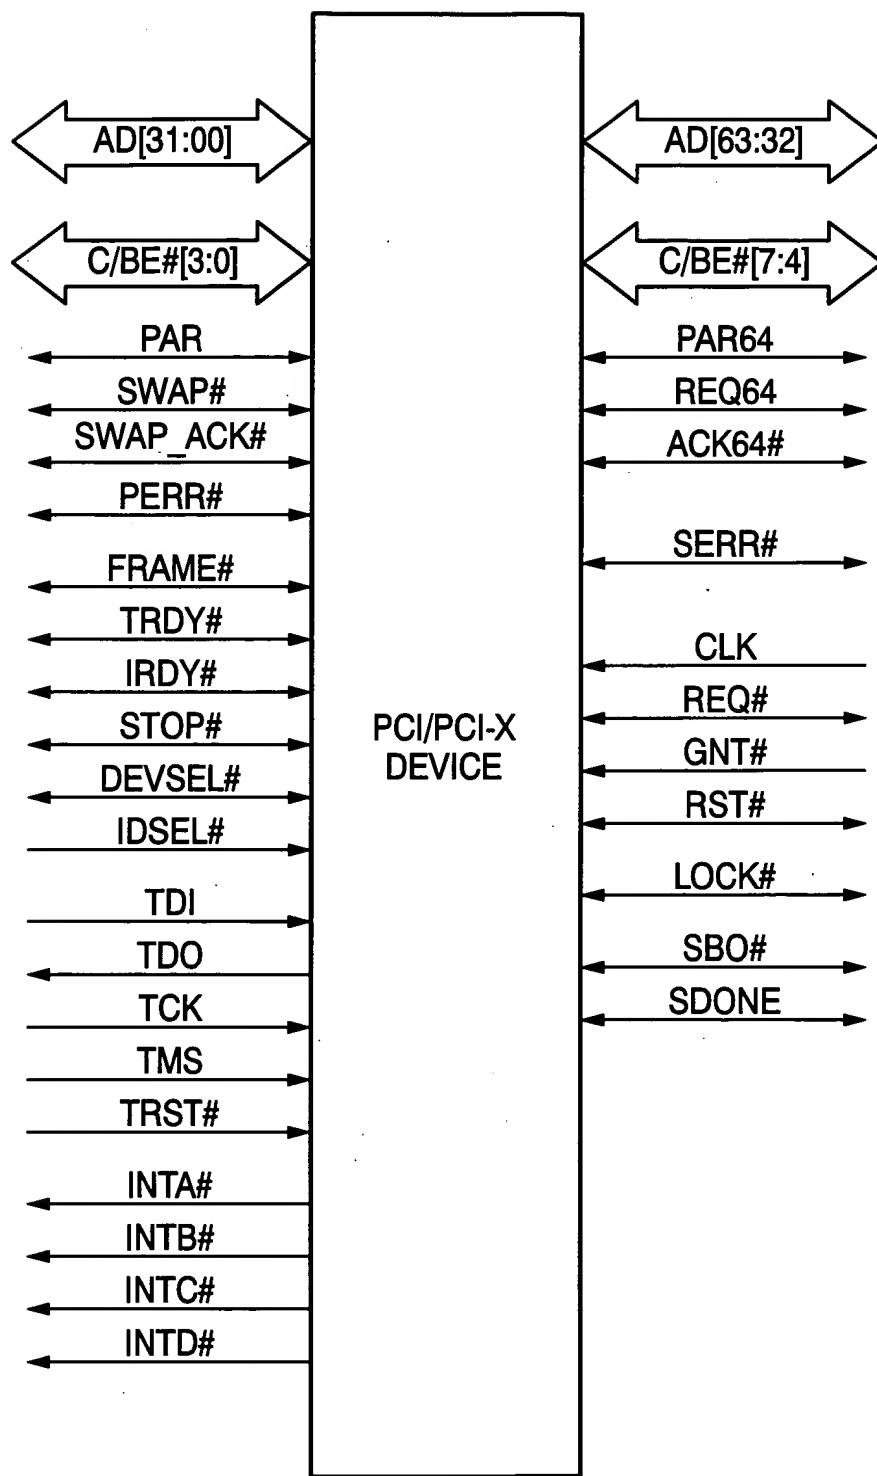 AD[31:00]
C/BE#[3:0]
PAR
SWAP#
SWAP_ACK#
PERR#
FRAME#
TRDY#
IRDY#
STOP#
DEVSEL#
IDSEL#
TDI
TDO
TCK
TMS
TRST#
INTA#
INTB#
INTC#
INTD#
PCI/PCI-X
DEVICE
AD[63:32]
C/BE#[7:4]
PAR64
REQ64
ACK64#
SERR#
CLK
REQ#
GNT#
RST#
LOCK#
SBO#
SDONE